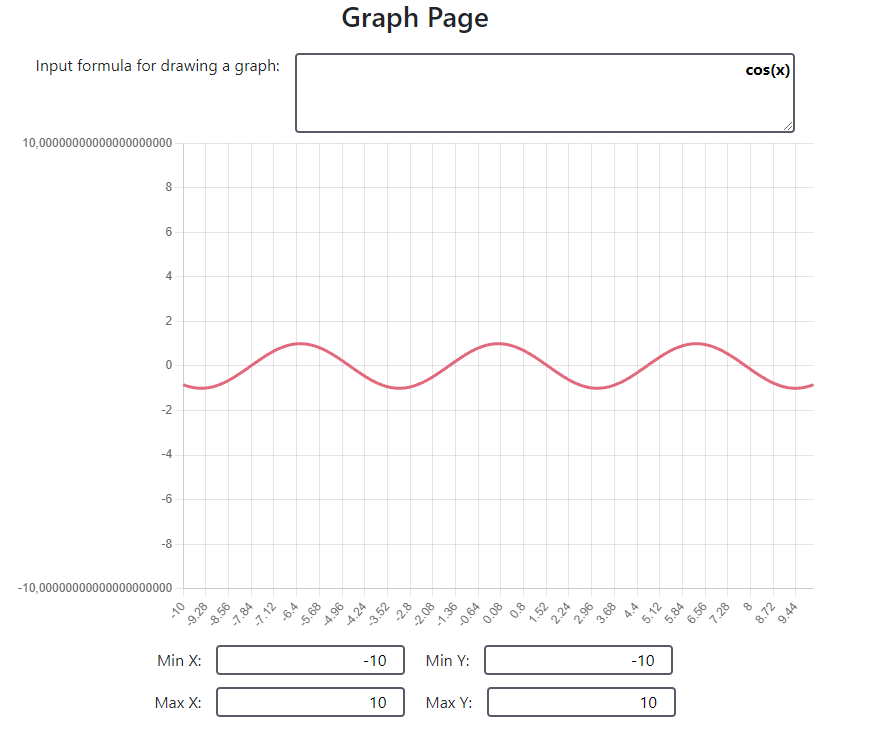 Graph Page
Input formula for drawing a graph:
cos(x)
10,00000000000000000000
8
6
4
2
0
-2
-4
-6
-8
-10,00000000000000000000
-10 -9.28 -8.56 -7.84 -7.12 -6.4 -5.68 -4.96 -4.24 -3.52 -2.8 -2.08 -1.36 -0.64 0.08 0.8 1.52 2.24 2.96 3.68 4.4 5.12 5.84 6.56 7.28 8 8.72 9.44
Min X: -10 Min Y: -10
Max X: 10 Max Y: 10